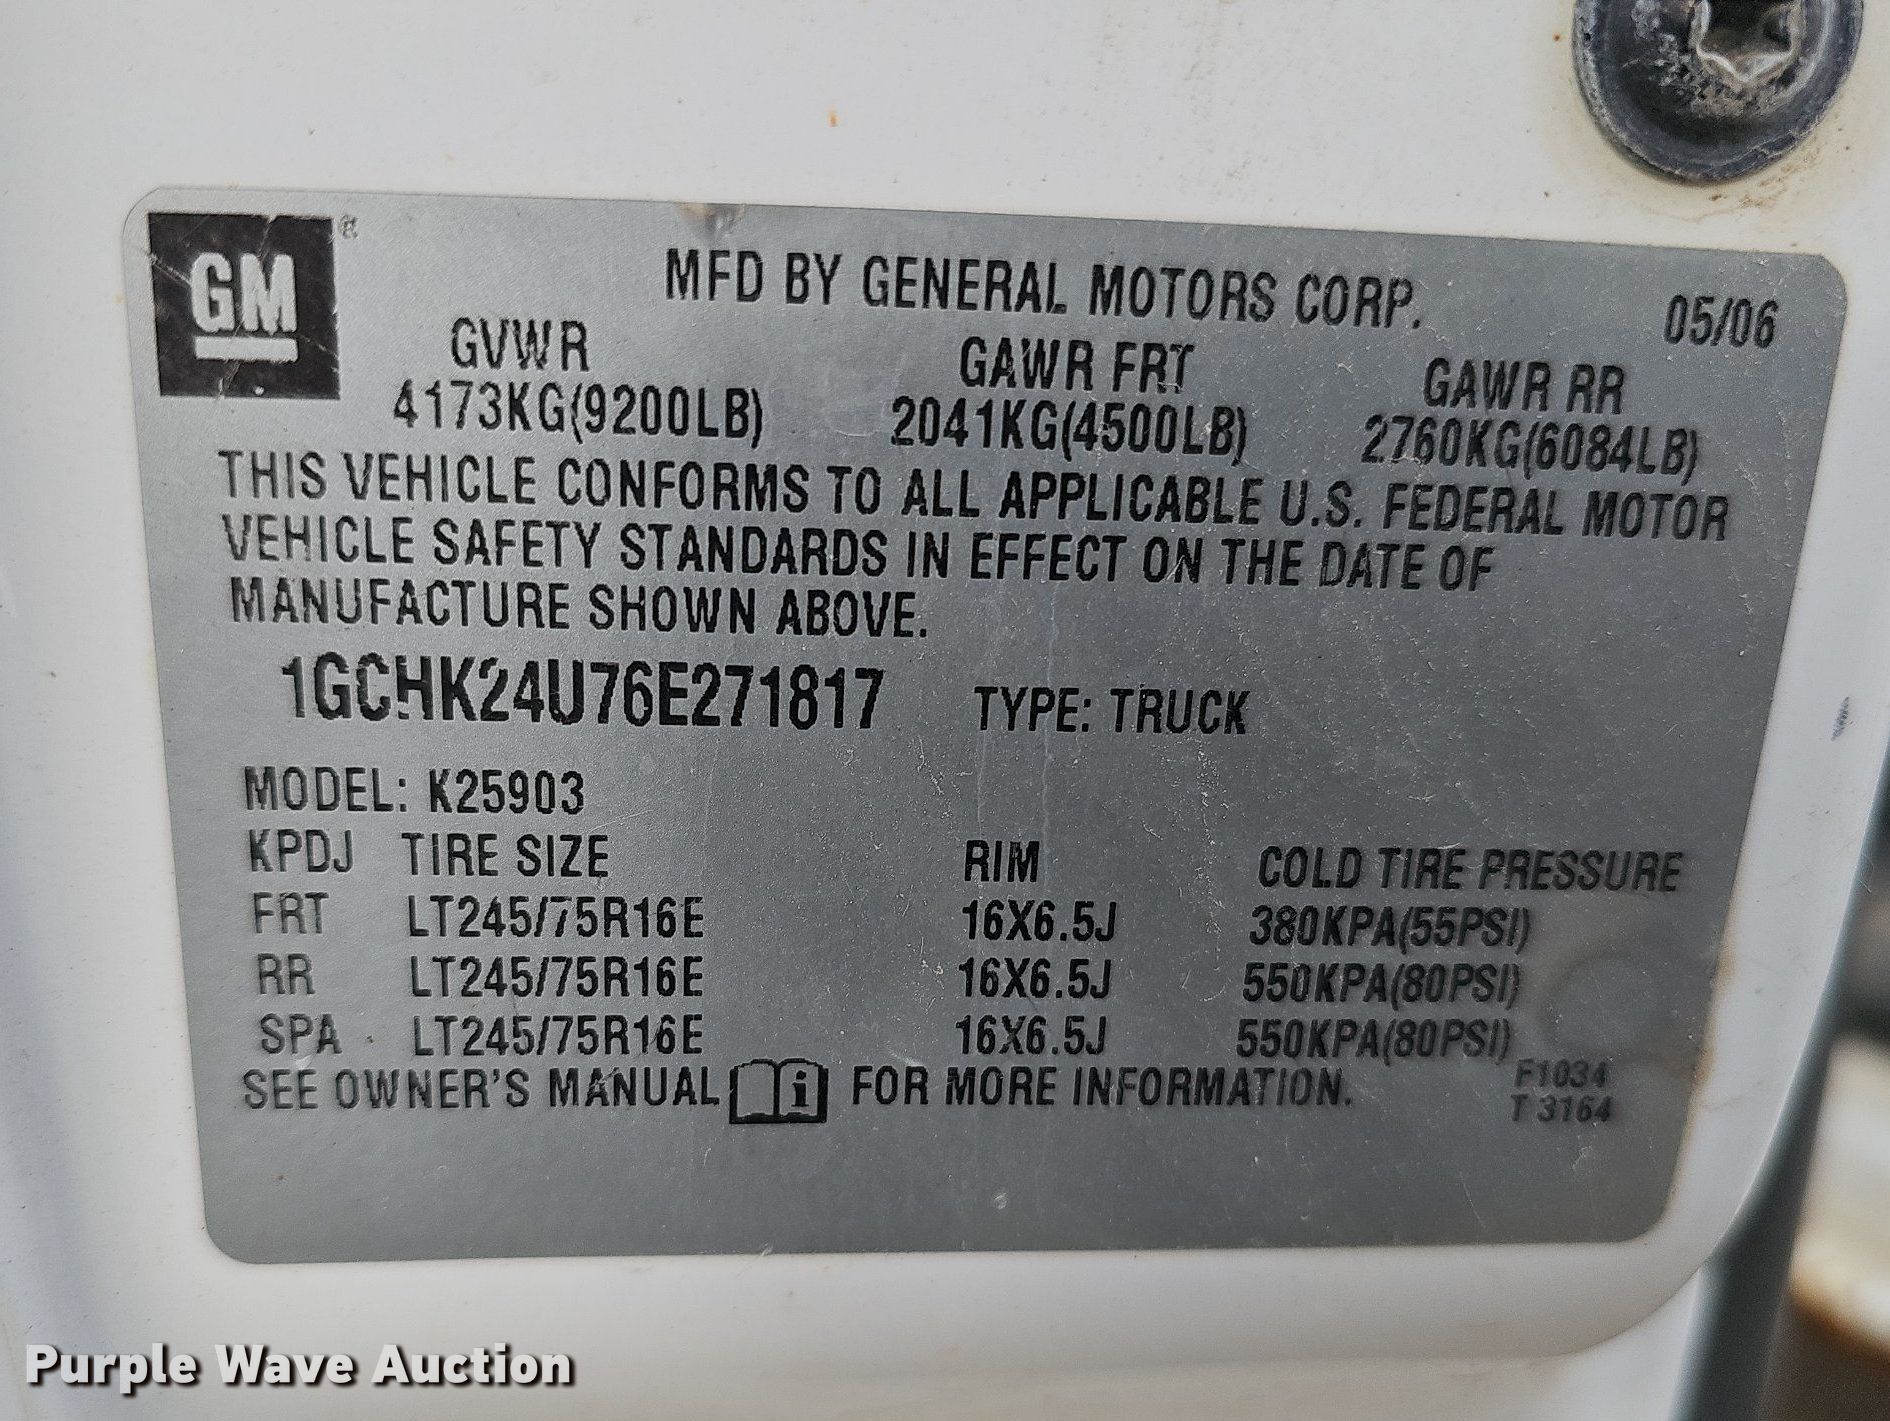 GM ®
MFD BY GENERAL MOTORS CORP.
05/06
GVWR GAWR FRT GAWR RR
4173KG(9200LB) 2041KG(4500LB) 2760KG(6084LB)
THIS VEHICLE CONFORMS TO ALL APPLICABLE U.S. FEDERAL MOTOR
VEHICLE SAFETY STANDARDS IN EFFECT ON THE DATE OF
MANUFACTURE SHOWN ABOVE.
1GCHK24U76E271817 TYPE: TRUCK
MODEL: K25903
KPDJ TIRE SIZE RIM COLD TIRE PRESSURE
FRT LT245/75R16E 16X6.5J 380KPA(55PSI)
RR LT245/75R16E 16X6.5J 550KPA(80PSI)
SPA LT245/75R16E 16X6.5J 550KPA(80PSI)
SEE OWNER'S MANUAL i FOR MORE INFORMATION.
F1034
T 3164
Purple Wave Auction